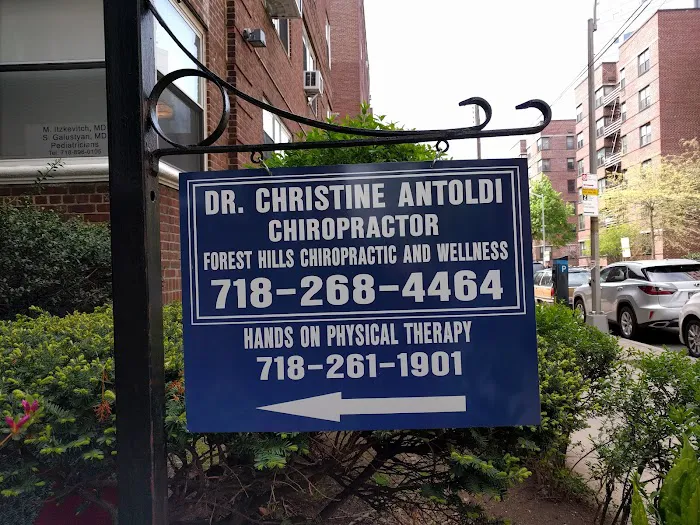 M. Itzkevitch, MD
S. Galustyan, MD
Pediatricians
DR. CHRISTINE ANTOLDI
CHIROPRACTOR
FOREST HILLS CHIROPRACTIC AND WELLNESS
718-268-4464
HANDS ON PHYSICAL THERAPY
718-261-1901
P